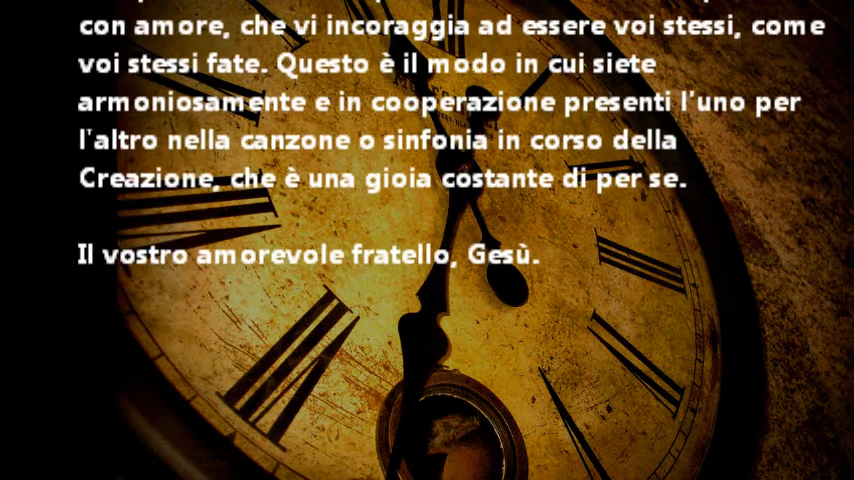 con amore, che vi incoraggia ad essere voi stessi, come
voi stessi fate. Questo è il modo in cui siete
armoniosamente e in cooperazione presenti l'uno per
l'altro nella canzone o sinfonia in corso della
Creazione, che è una gioia costante di per se.
Il vostro amorevole fratello, Gesù.